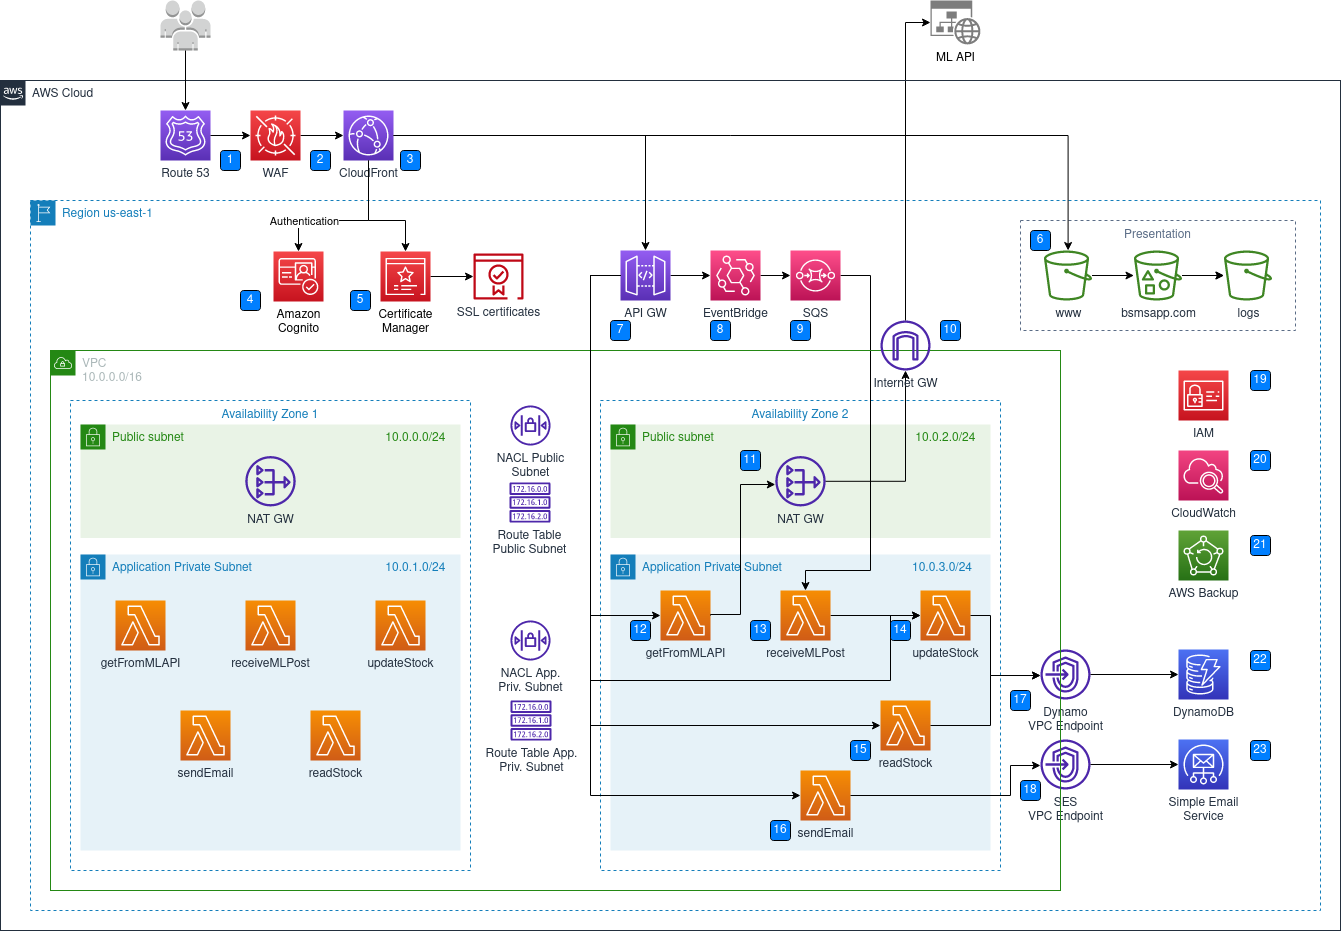 ML API
aws
AWS Cloud
53
1
2
3
Route 53
WAF
CloudFront
Region us-east-1
Authentication
4
Amazon
Cognito
5
Certificate
Manager
SSL certificates
7
API GW
8
EventBridge
9
SQS
10
Internet GW
6
Presentation
www
bsmsapp.com
logs
VPC
10.0.0.0/16
Availability Zone 1
Public subnet
10.0.0.0/24
NAT GW
Application Private Subnet
10.0.1.0/24
getFromMLAPI
receiveMLPost
updateStock
sendEmail
readStock
NACL Public
Subnet
172.16.0.0
172.16.1.0
172.16.2.0
Route Table
Public Subnet
NACL App.
Priv. Subnet
172.16.0.0
172.16.1.0
172.16.2.0
Route Table App.
Priv. Subnet
Availability Zone 2
Public subnet
10.0.2.0/24
11
NAT GW
Application Private Subnet
10.0.3.0/24
12
getFromMLAPI
13
receiveMLPost
14
updateStock
15
readStock
16
sendEmail
17
Dynamo
VPC Endpoint
18
SES
VPC Endpoint
19
IAM
20
CloudWatch
21
AWS Backup
22
DynamoDB
23
Simple Email
Service